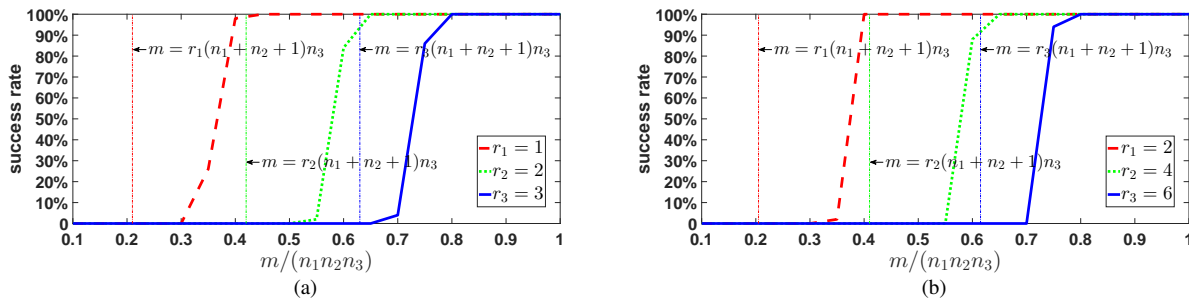 100%
90%
80%
70%
60%
50%
40%
30%
20%
10%
0
success rate
m = r₁(n₁ + n₂ + 1)n₃
m = r₃(n₁ + n₂ + 1)n₃
m = r₂(n₁ + n₂ + 1)n₃
r₁ = 1
r₂ = 2
r₃ = 3
0.1 0.2 0.3 0.4 0.5 0.6 0.7 0.8 0.9 1
m/(n₁n₂n₃)
(a)
100%
90%
80%
70%
60%
50%
40%
30%
20%
10%
0
success rate
m = r₁(n₁ + n₂ + 1)n₃
m = r₃(n₁ + n₂ + 1)n₃
m = r₂(n₁ + n₂ + 1)n₃
r₁ = 2
r₂ = 4
r₃ = 6
0.1 0.2 0.3 0.4 0.5 0.6 0.7 0.8 0.9 1
m/(n₁n₂n₃)
(b)